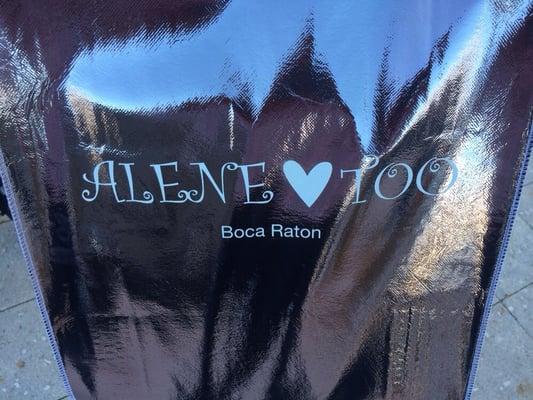 ALENE ♥ TOO
Boca Raton